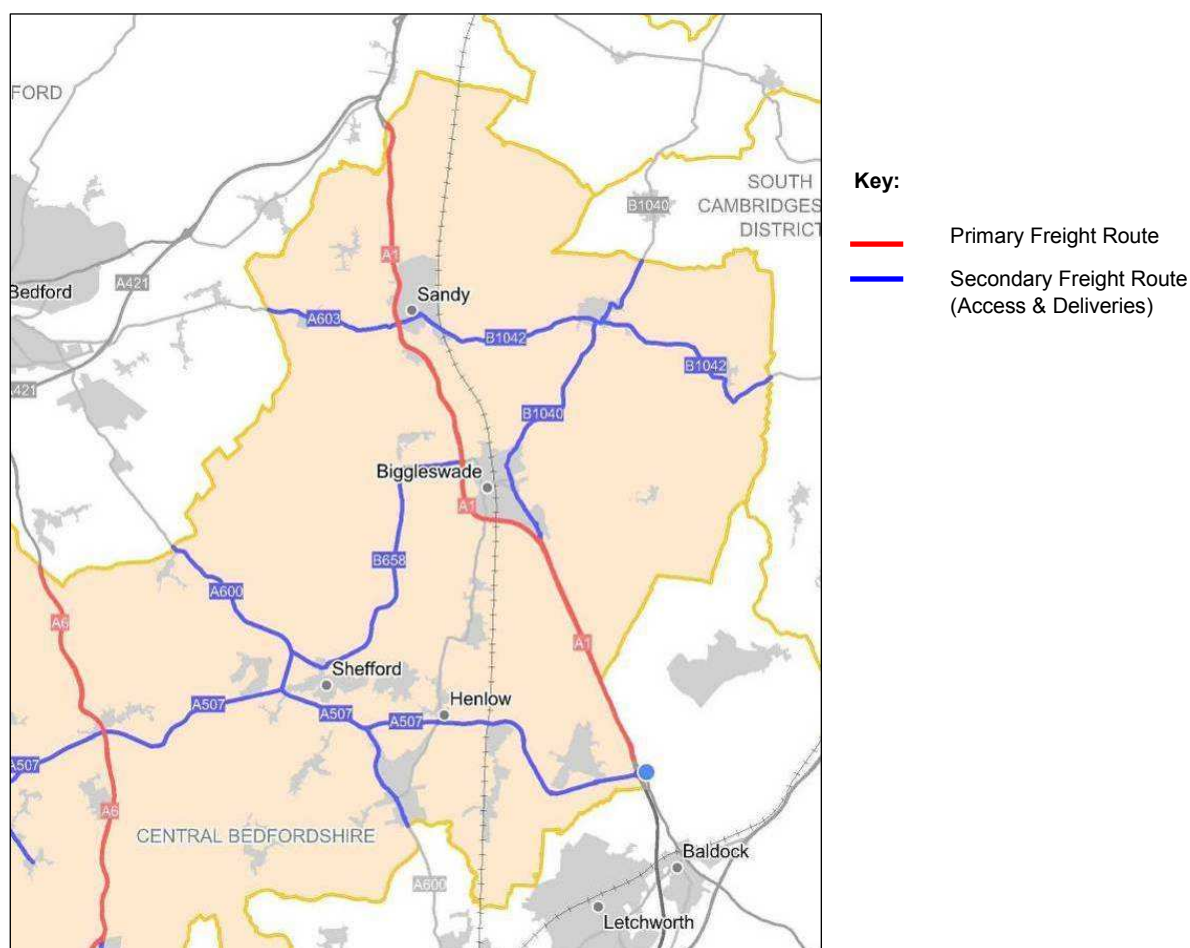 FORD
SOUTH
CAMBRIDGES
DISTRICT
B1040
A1
A421
Bedford
Sandy
A603
B1042
B1042
A421
B1040
Biggleswade
A1
B658
A600
A6
A1
Shefford
Henlow
A507
A507
A507
A507
A6
CENTRAL BEDFORDSHIRE
Baldock
A600
Letchworth
Key:
Primary Freight Route
Secondary Freight Route
(Access & Deliveries)